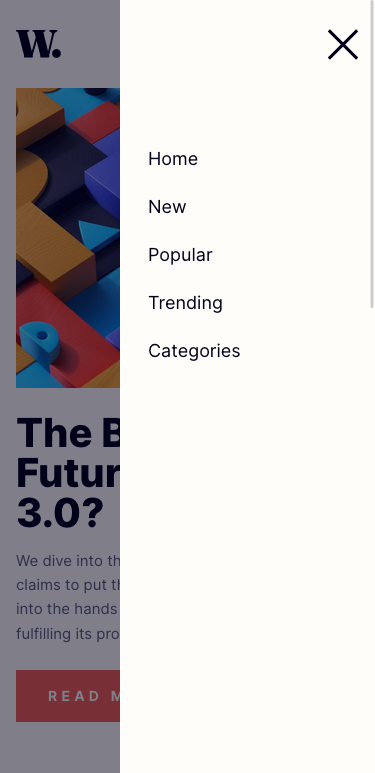 W.
Home
New
Popular
Trending
Categories
The B
Futur
3.0?
We dive into th
claims to put th
into the hands
fulfilling its pro
READ M